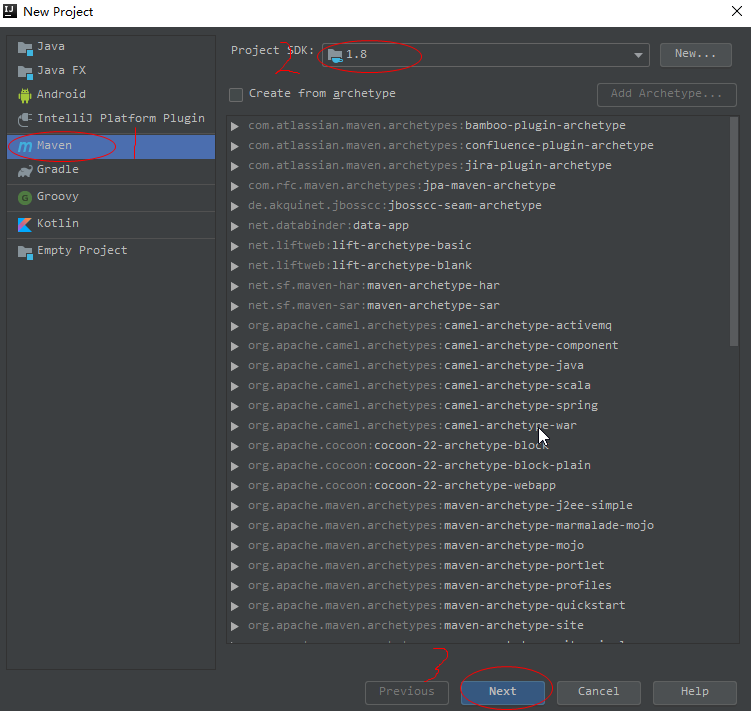 New Project
Java
Java FX
Android
IntelliJ Platform Plugin
Maven
1
Gradle
Groovy
Kotlin
Empty Project
Project SDK:
2
1.8
New...
Create from archetype
Add Archetype...
com.atlassian.maven.archetypes:bamboo-plugin-archetype
com.atlassian.maven.archetypes:confluence-plugin-archetype
com.atlassian.maven.archetypes:jira-plugin-archetype
com.rfc.maven.archetypes:jpa-maven-archetype
de.akquinet.jbosscc:jbosscc-seam-archetype
net.databinder:data-app
net.liftweb:lift-archetype-basic
net.liftweb:lift-archetype-blank
net.sf.maven-har:maven-archetype-har
net.sf.maven-sar:maven-archetype-sar
org.apache.camel.archetypes:camel-archetype-activemq
org.apache.camel.archetypes:camel-archetype-component
org.apache.camel.archetypes:camel-archetype-java
org.apache.camel.archetypes:camel-archetype-scala
org.apache.camel.archetypes:camel-archetype-spring
org.apache.camel.archetypes:camel-archetype-war
org.apache.cocoon:cocoon-22-archetype-block
org.apache.cocoon:cocoon-22-archetype-block-plain
org.apache.cocoon:cocoon-22-archetype-webapp
org.apache.maven.archetypes:maven-archetype-j2ee-simple
org.apache.maven.archetypes:maven-archetype-marmalade-mojo
org.apache.maven.archetypes:maven-archetype-mojo
org.apache.maven.archetypes:maven-archetype-portlet
org.apache.maven.archetypes:maven-archetype-profiles
org.apache.maven.archetypes:maven-archetype-quickstart
org.apache.maven.archetypes:maven-archetype-site
3
Previous
Next
Cancel
Help